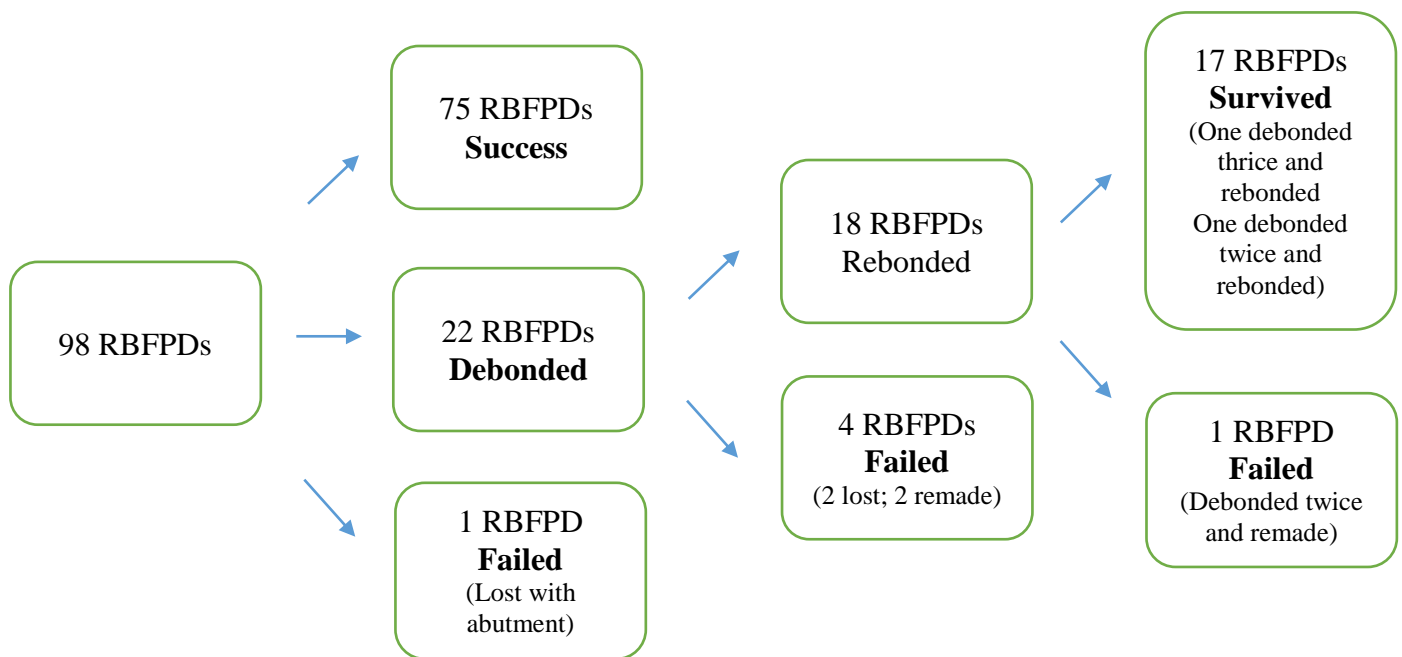 98 RBFPDs
75 RBFPDs
Success
22 RBFPDs
Debonded
1 RBFPD
Failed
(Lost with
abutment)
18 RBFPDs
Rebonded
4 RBFPDs
Failed
(2 lost; 2 remade)
17 RBFPDs
Survived
(One debonded
thrice and
rebonded
One debonded
twice and
rebonded)
1 RBFPD
Failed
(Debonded twice
and remade)